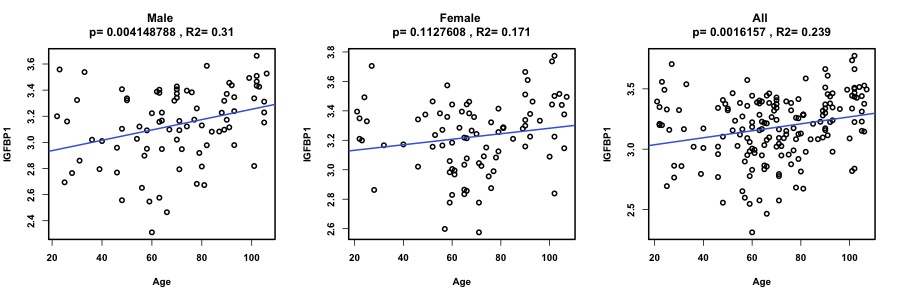 Male
p= 0.004148788 , R2= 0.31
IGFBP1
2.4 2.6 2.8 3.0 3.2 3.4 3.6
20 40 60 80 100
Age
Female
p= 0.1127608 , R2= 0.171
IGFBP1
2.6 2.8 3.0 3.2 3.4 3.6 3.8
20 40 60 80 100
Age
All
p= 0.0016157 , R2= 0.239
IGFBP1
2.5 3.0 3.5
20 40 60 80 100
Age